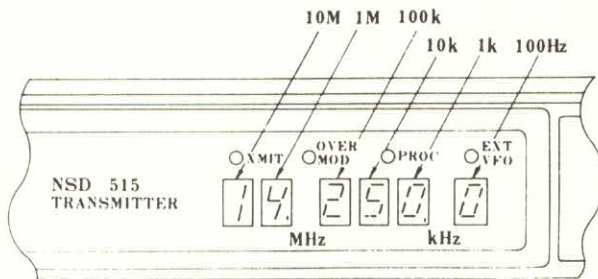 10M 1M 100k
10k 1k 100Hz
XMIT OVER MOD PROC EXT VFO
NSD 515
TRANSMITTER
14. 250. 0
MHz kHz